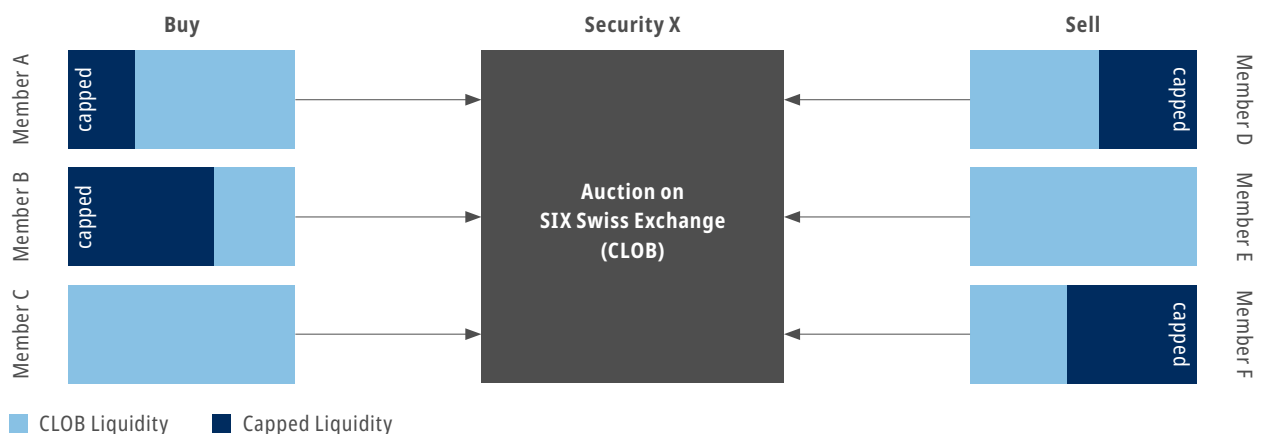 Buy
Security X
Sell
Member A
capped
capped
Member D
Member B
capped
Auction on
SIX Swiss Exchange
(CLOB)
Member E
Member C
capped
Member F
CLOB Liquidity
Capped Liquidity